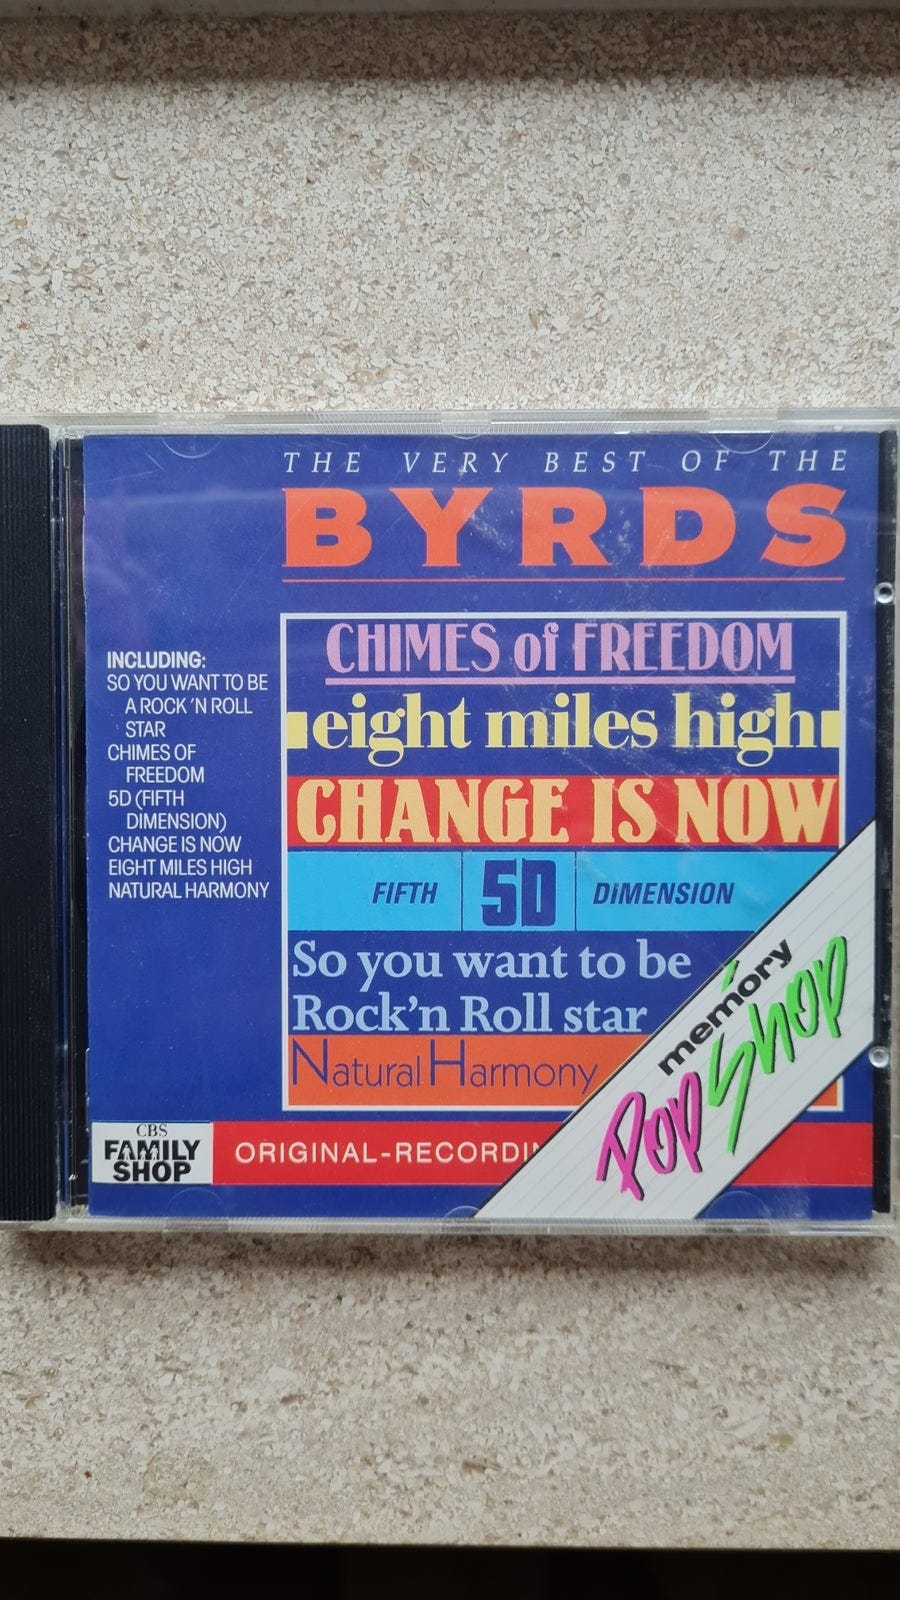 THE VERY BEST OF THE
BYRDS
INCLUDING:
SO YOU WANT TO BE
A ROCK 'N ROLL
STAR
CHIMES OF
FREEDOM
5D (FIFTH
DIMENSION)
CHANGE IS NOW
EIGHT MILES HIGH
NATURAL HARMONY
CHIMES of FREEDOM
eight miles high
CHANGE IS NOW
FIFTH 5D DIMENSION
So you want to be
Rock'n Roll star
Natural Harmony
memory
Pop Shop
CBS
FAMILY
SHOP
ORIGINAL-RECORDIN